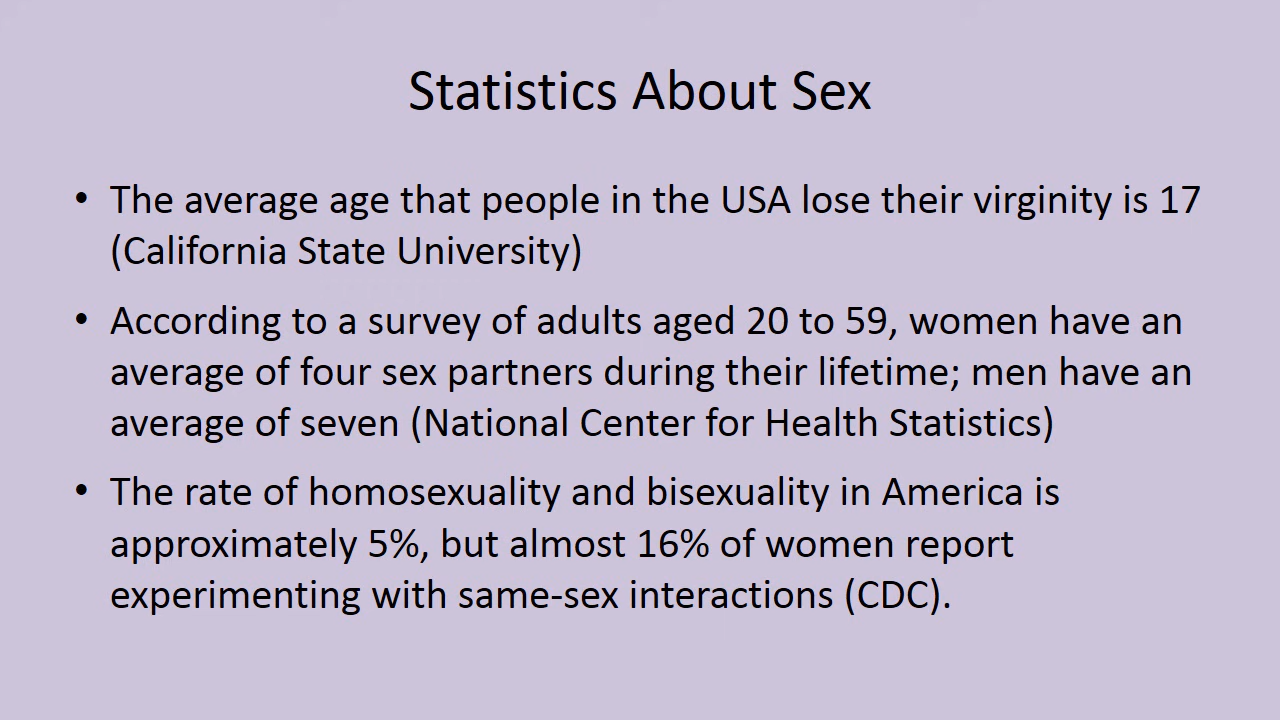 Statistics About Sex
• The average age that people in the USA lose their virginity is 17
(California State University)
• According to a survey of adults aged 20 to 59, women have an
average of four sex partners during their lifetime; men have an
average of seven (National Center for Health Statistics)
• The rate of homosexuality and bisexuality in America is
approximately 5%, but almost 16% of women report
experimenting with same-sex interactions (CDC).